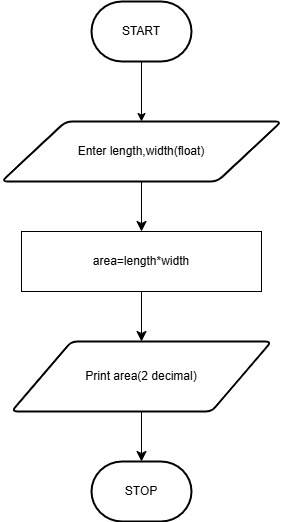 START
Enter length,width(float)
area=length*width
Print area(2 decimal)
STOP